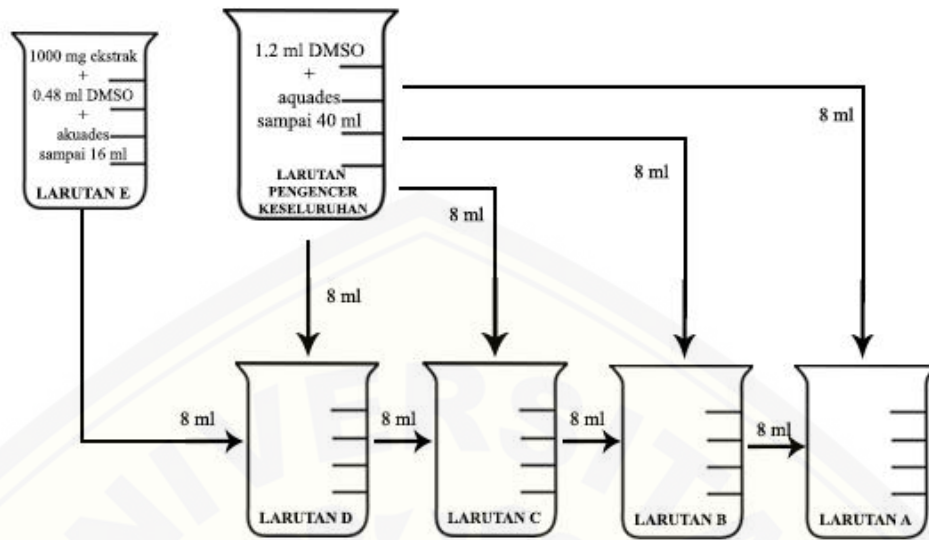 1000 mg ekstrak
+
0.48 ml DMSO
+
akuades
sampai 16 ml
LARUTAN E
1.2 ml DMSO
+
aquades
sampai 40 ml
LARUTAN
PENGENCER
KESELURUHAN
8 ml
8 ml
8 ml
8 ml
8 ml
8 ml
8 ml
8 ml
LARUTAN D
LARUTAN C
LARUTAN B
LARUTAN A
UNIVERSITA